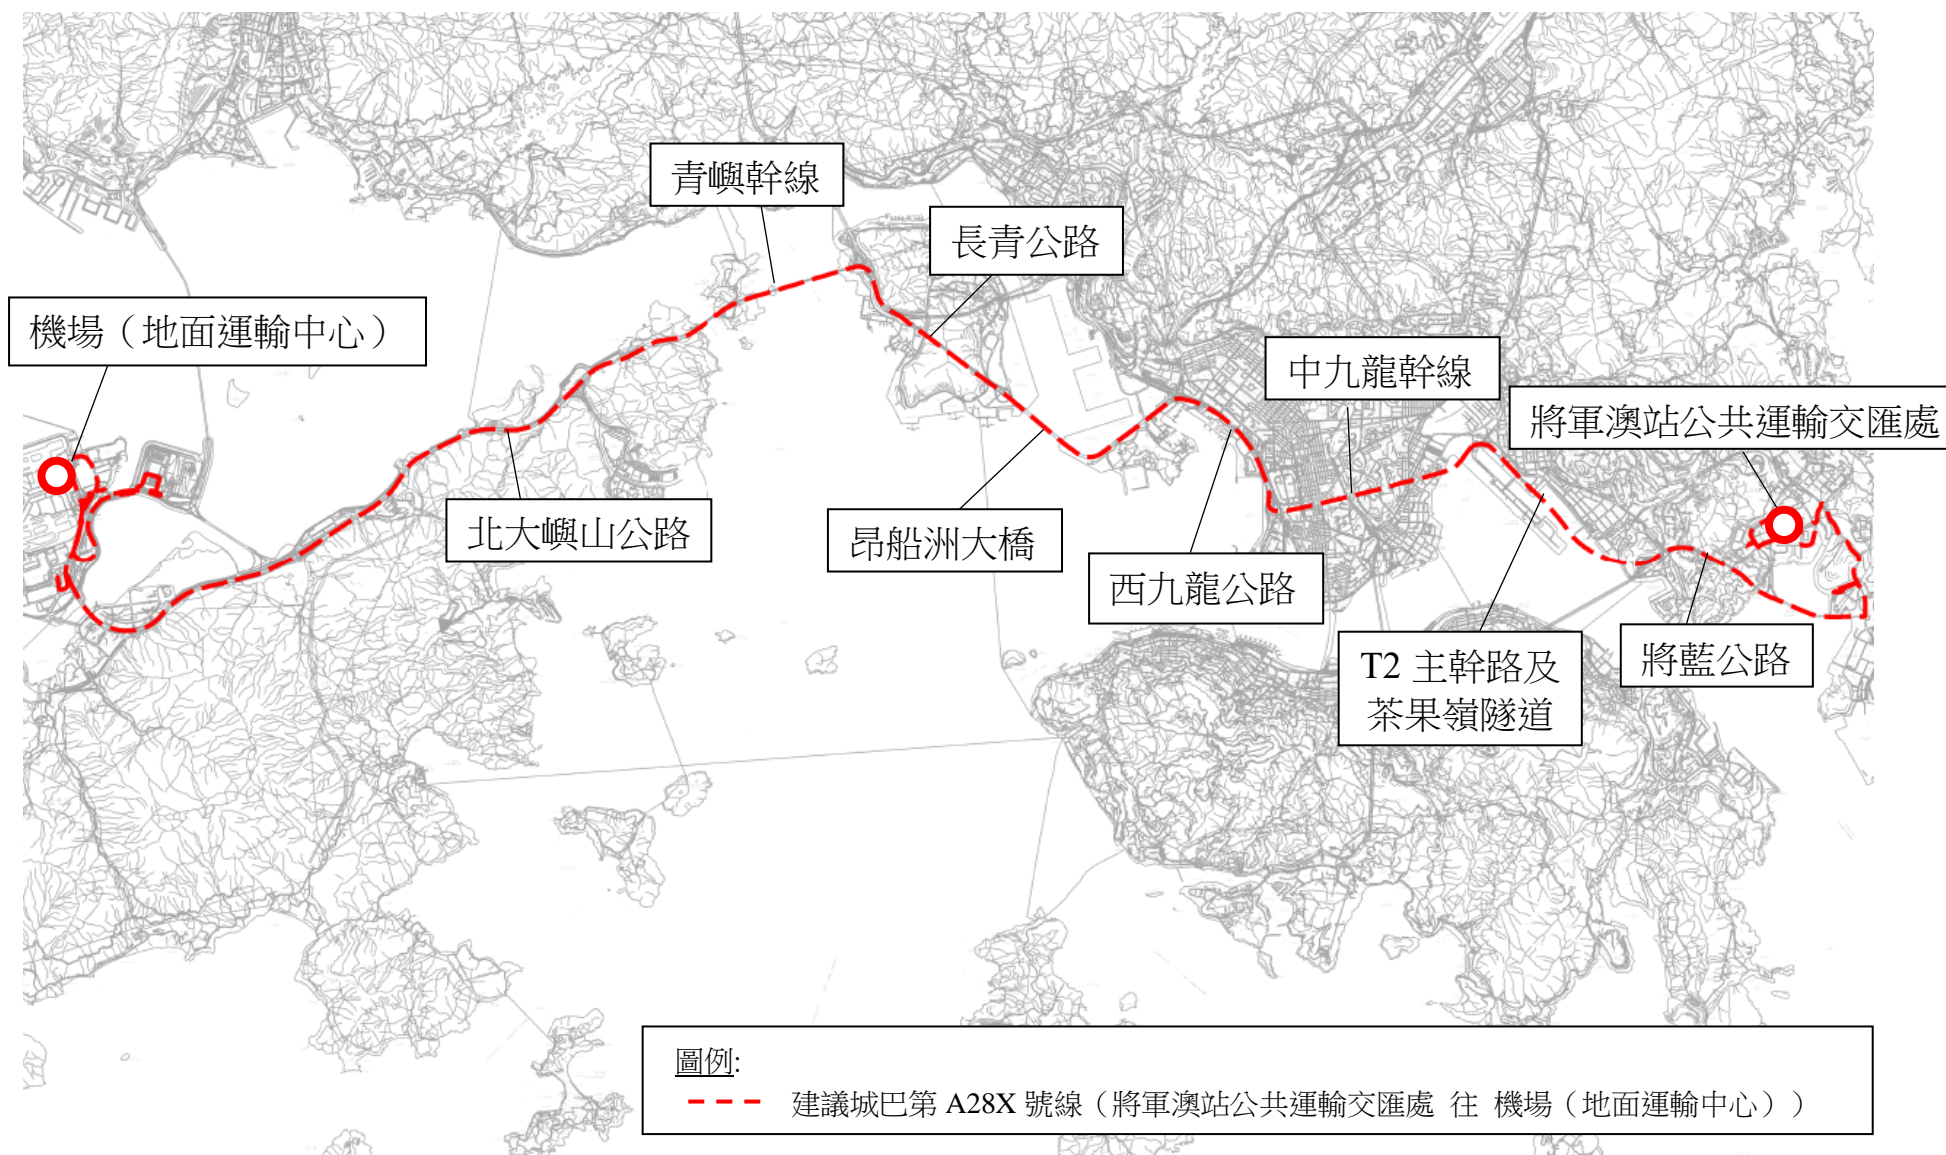 青嶼幹線
長青公路
機場（地面運輸中心）
中九龍幹線
將軍澳站公共運輸交匯處
北大嶼山公路
昂船洲大橋
西九龍公路
T2 主幹路及
茶果嶺隧道
將藍公路
圖例:
建議城巴第 A28X 號線（將軍澳站公共運輸交匯處 往 機場（地面運輸中心））